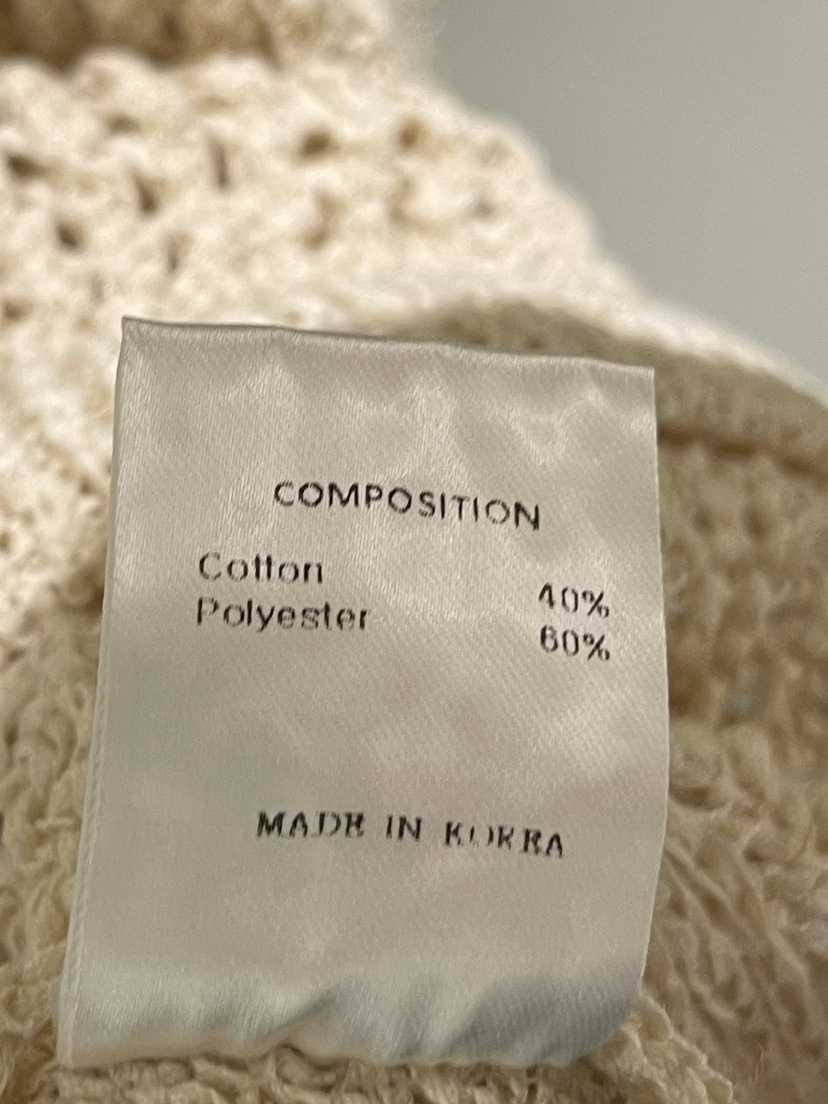 COMPOSITION
Cotton 40%
Polyester 60%
MADE IN KOREA